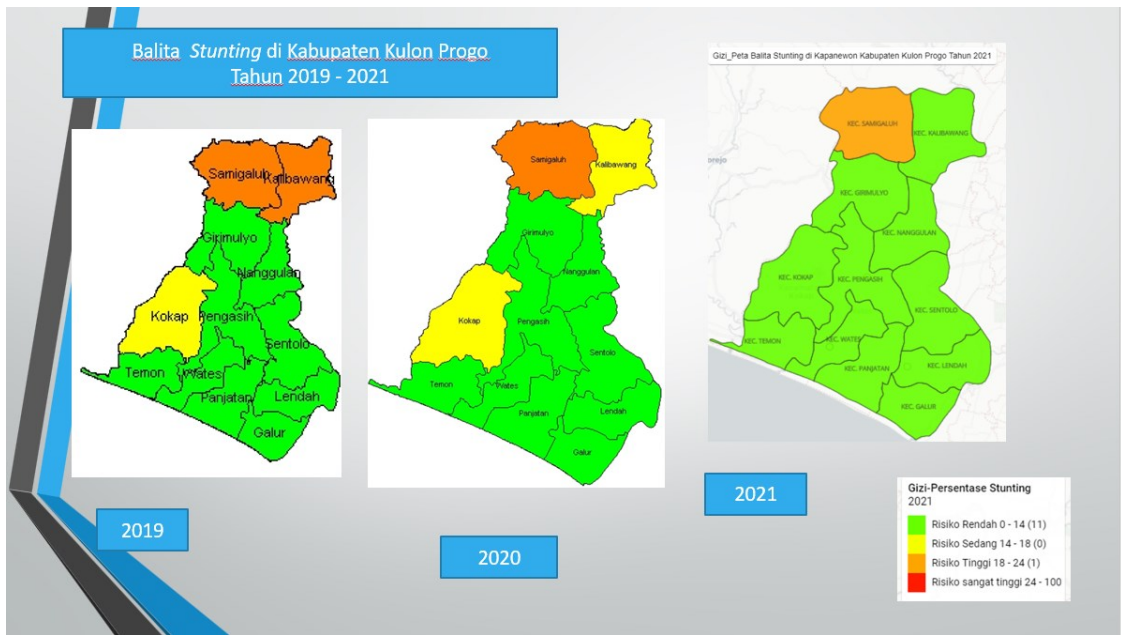 Balita Stunting di Kabupaten Kulon Progo
Tahun 2019 - 2021
Samigaluh
Kalibawang
Girimulyo
Nanggulan
Kokap
Pengasih
Sentolo
Temon
Wates
Panjatan
Lendah
Galur
2019
Samigaluh
Kalibawang
Girimulyo
Nanggulan
Kokap
Pengasih
Sentolo
Temon
Wates
Panjatan
Lendah
Galur
2020
Gizi_Peta Balita Stunting di Kapanewon Kabupaten Kulon Progo Tahun 2021
KEC. SAMIGALUH
KEC. KALIBAWANG
orejo
KEC. GIRIMULYO
KEC. NANGGULAN
KEC. KOKAP
KEC. PENGASIH
KEC. SENTOLO
KEC. TEMON
KEC. WATES
KEC. PANJATAN
KEC. LENDAH
KEC. GALUR
2021
Gizi-Persentase Stunting
2021
Risiko Rendah 0 - 14 (11)
Risiko Sedang 14 - 18 (0)
Risiko Tinggi 18 - 24 (1)
Risiko sangat tinggi 24 - 100